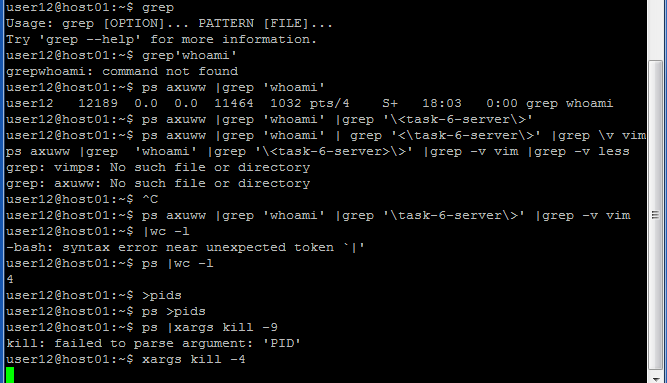 user12@host01:~$ grep
Usage: grep [OPTION]... PATTERN [FILE]...
Try 'grep --help' for more information.
user12@host01:~$ grep'whoami'
grepwhoami: command not found
user12@host01:~$ ps axuww |grep 'whoami'
user12   12189  0.0  0.0  11464  1032 pts/4    S+   18:03   0:00 grep whoami
user12@host01:~$ ps axuww |grep 'whoami' |grep '\<task-6-server\>'
user12@host01:~$ ps axuww |grep 'whoami' | grep '<\task-6-server\>' |grep \v vim
ps axuww |grep  'whoami' |grep '\<task-6-server>\>' |grep -v vim |grep -v less
grep: vimps: No such file or directory
grep: axuww: No such file or directory
user12@host01:~$ ^C
user12@host01:~$ ps axuww |grep 'whoami' |grep '\task-6-server\>' |grep -v vim
user12@host01:~$ |wc -l
-bash: syntax error near unexpected token `|'
user12@host01:~$ ps |wc -l
4
user12@host01:~$ >pids
user12@host01:~$ ps >pids
user12@host01:~$ ps |xargs kill -9
kill: failed to parse argument: 'PID'
user12@host01:~$ xargs kill -4